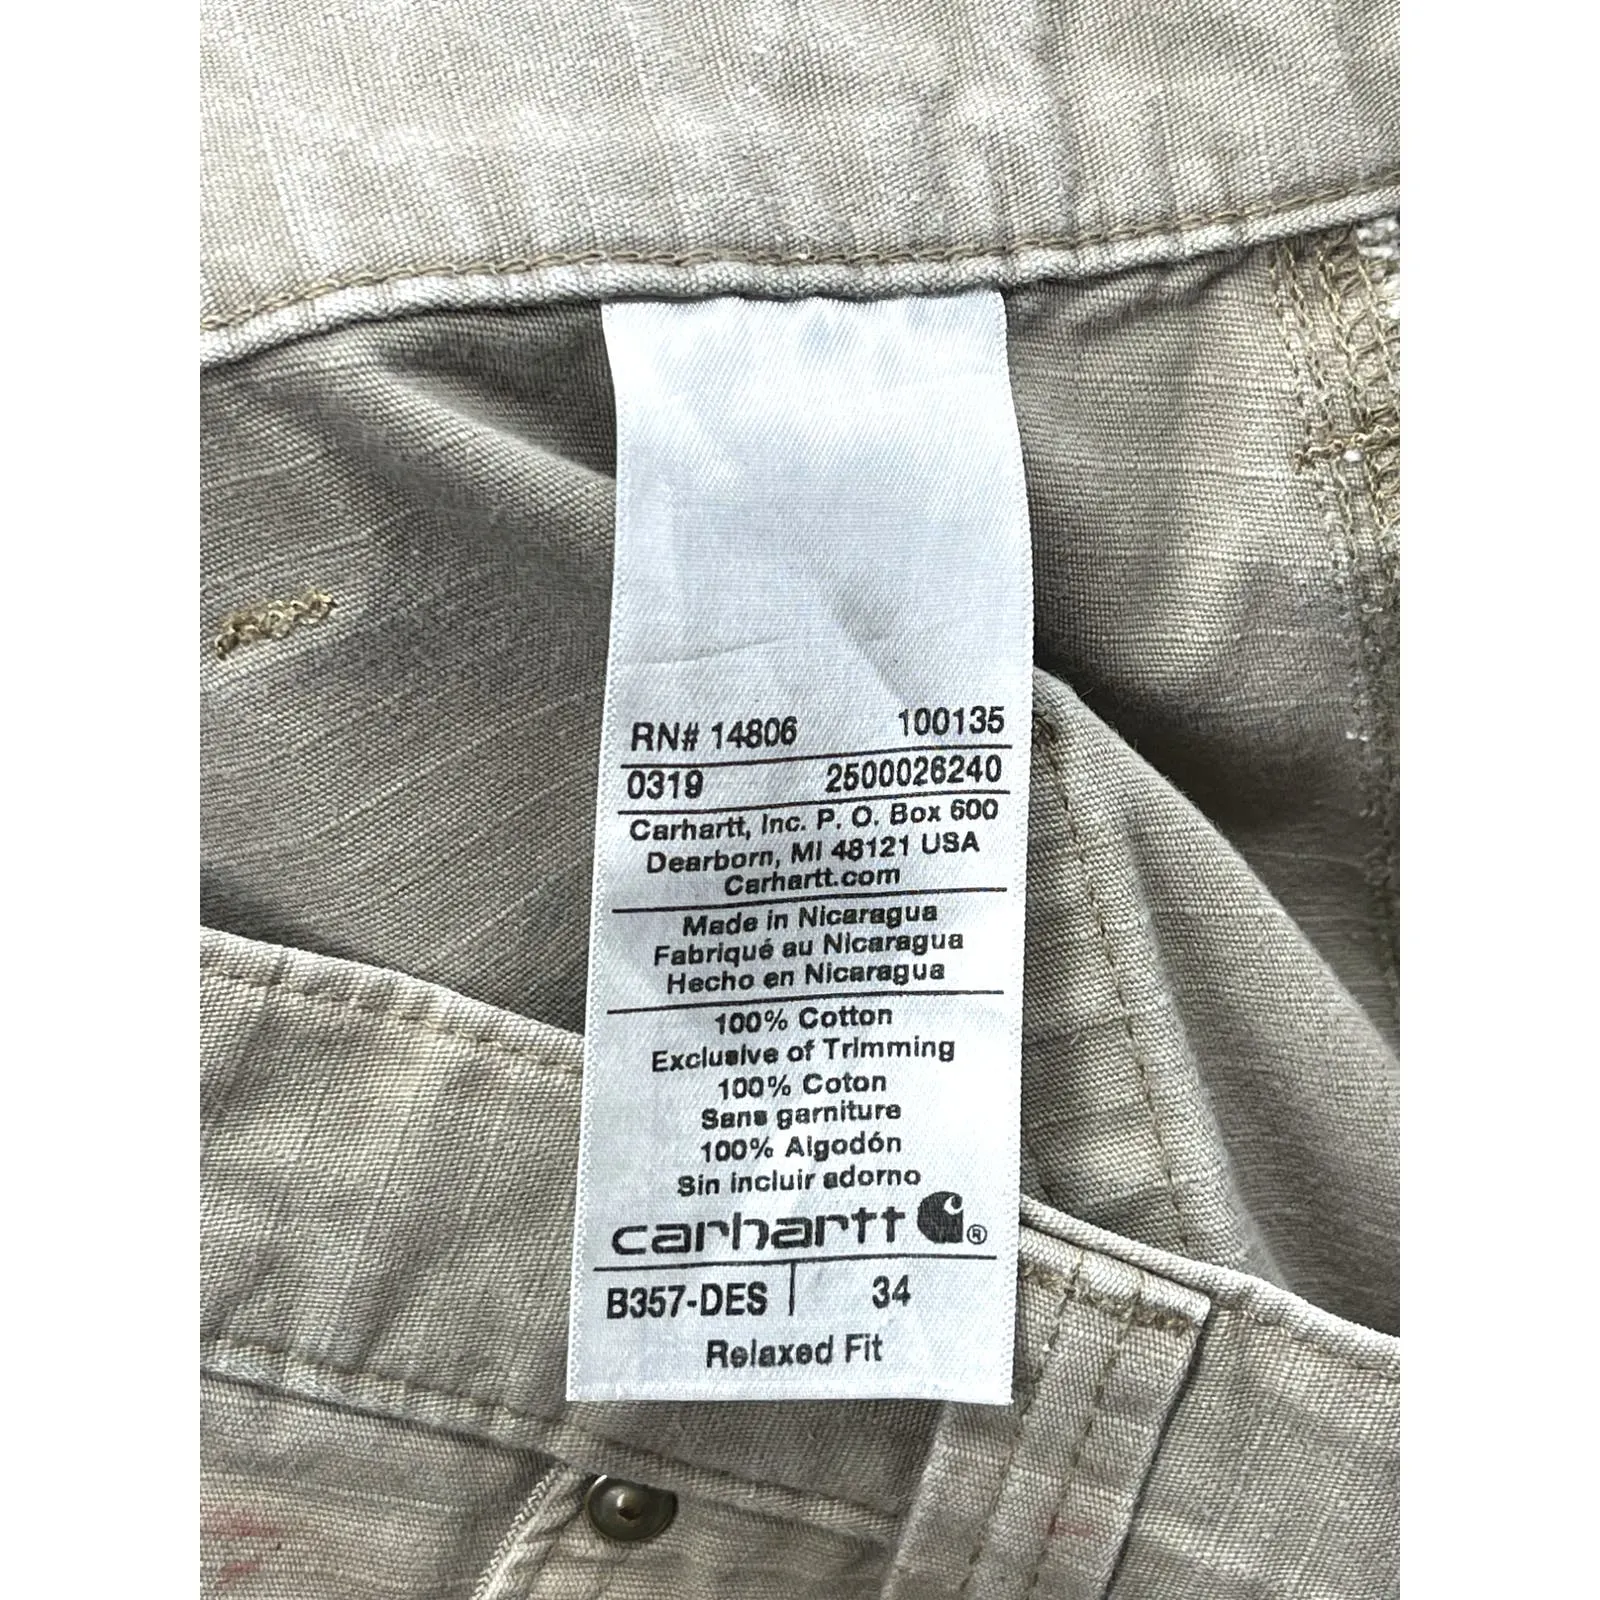 RN# 14806 100135
0319 2500026240
Carhartt, Inc. P. O. Box 600
Dearborn, MI 48121 USA
Carhartt.com
Made in Nicaragua
Fabriqué au Nicaragua
Hecho en Nicaragua
100% Cotton
Exclusive of Trimming
100% Coton
Sans garniture
100% Algodón
Sin incluir adorno
carhartt ®
B357-DES | 34
Relaxed Fit